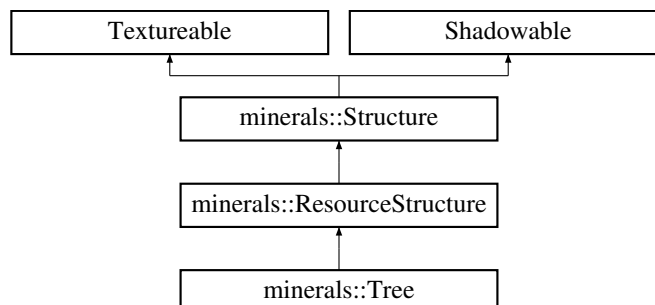 Textureable
Shadowable
minerals::Structure
minerals::ResourceStructure
minerals::Tree